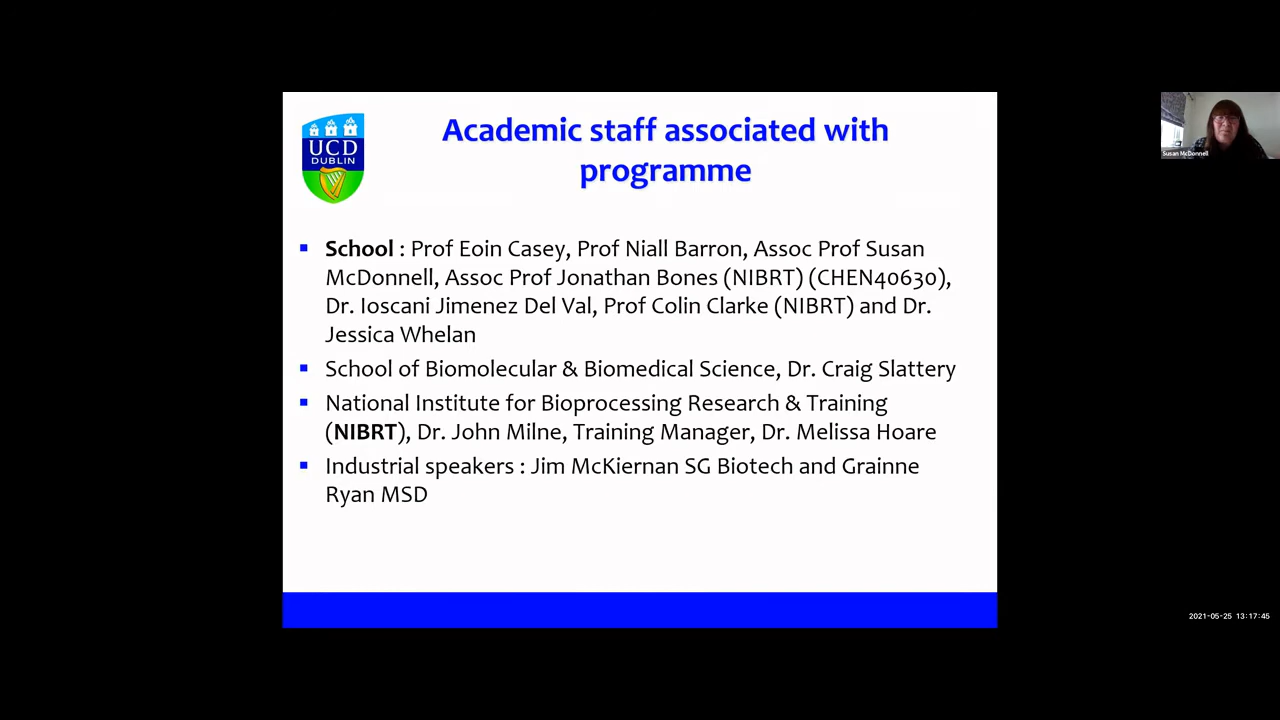 UCD
DUBLIN
Academic staff associated with
programme
▪ School : Prof Eoin Casey, Prof Niall Barron, Assoc Prof Susan
McDonnell, Assoc Prof Jonathan Bones (NIBRT) (CHEN40630),
Dr. Ioscani Jimenez Del Val, Prof Colin Clarke (NIBRT) and Dr.
Jessica Whelan
▪ School of Biomolecular & Biomedical Science, Dr. Craig Slattery
▪ National Institute for Bioprocessing Research & Training
(NIBRT), Dr. John Milne, Training Manager, Dr. Melissa Hoare
▪ Industrial speakers : Jim McKiernan SG Biotech and Grainne
Ryan MSD
Susan McDonnell
2021-05-25 13:17:45